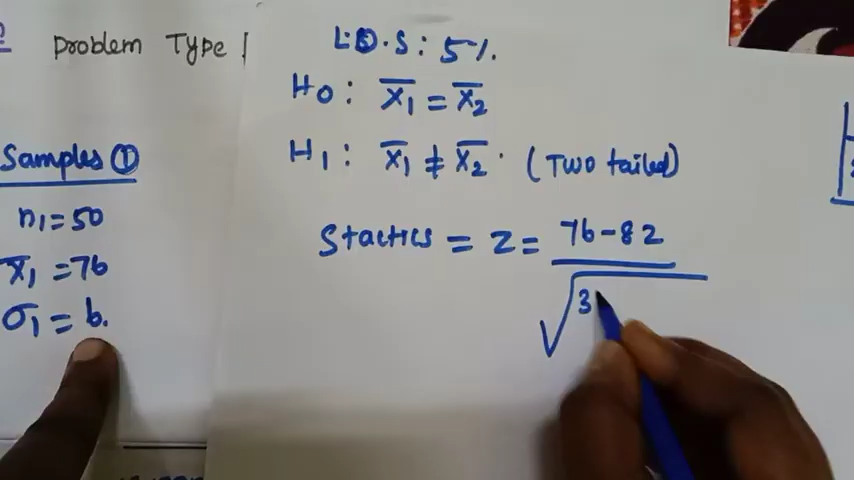 Problem Type
Samples ①
n1 = 50
x̄1 = 76
σ1 = 6.
L.O.S : 5%.
H0 : x̄1 = x̄2
H1 : x̄1 ≠ x̄2. (Two tailed)
Stactics = Z = 76-82
√3